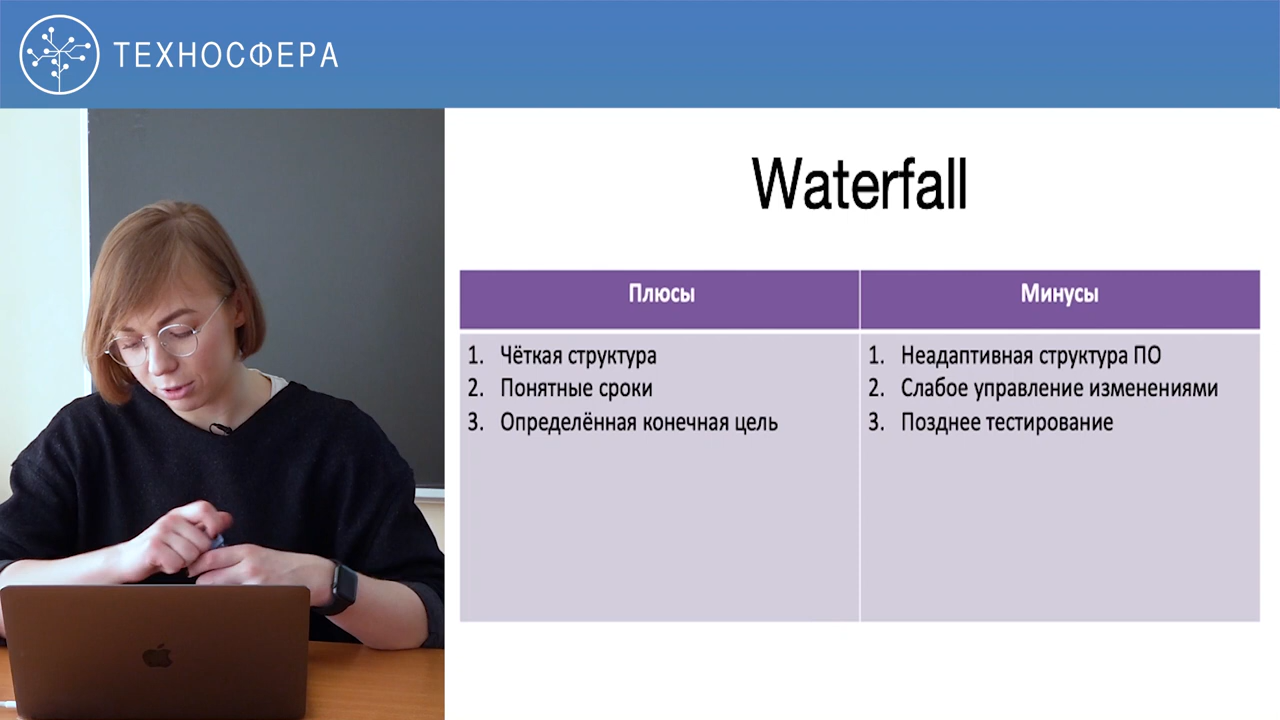 ТЕХНОСФЕРА
Waterfall
Плюсы
Минусы
1. Чёткая структура
2. Понятные сроки
3. Определённая конечная цель
1. Неадаптивная структура ПО
2. Слабое управление изменениями
3. Позднее тестирование